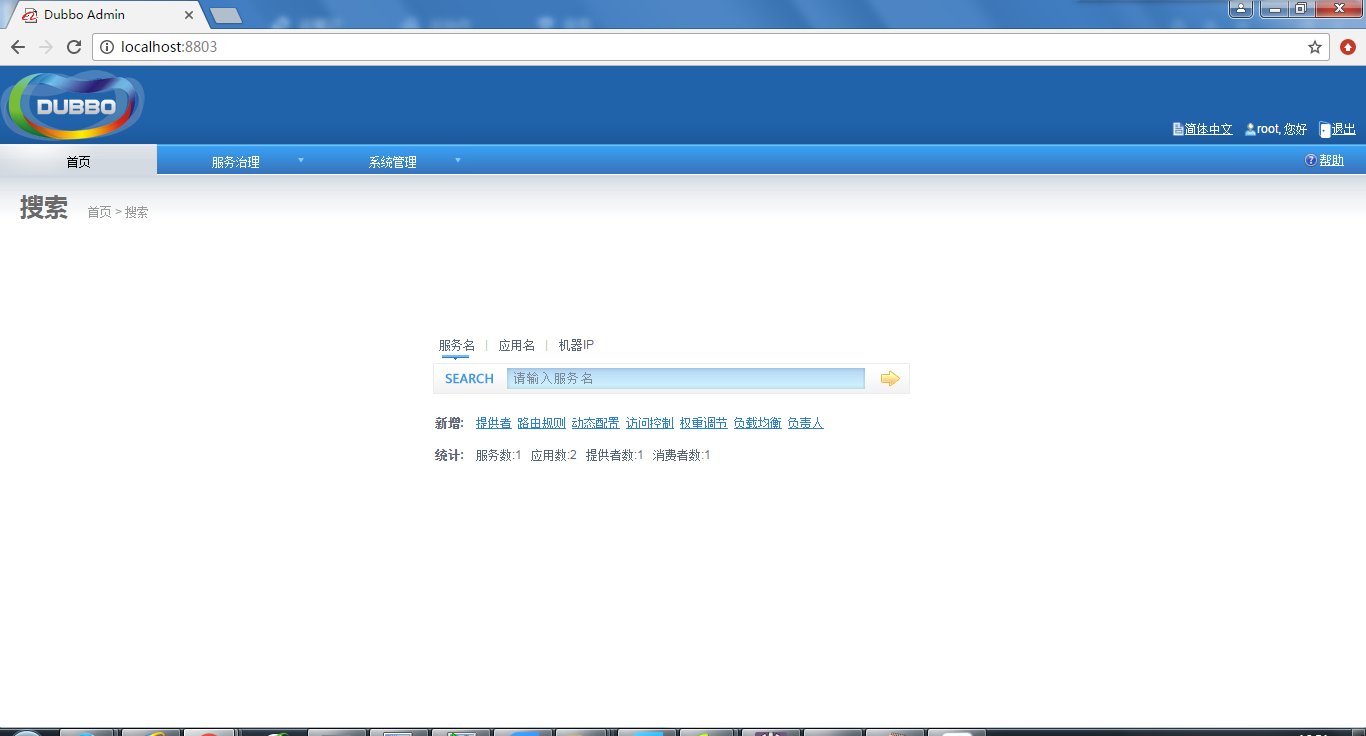 Dubbo Admin
localhost:8803
DUBBO
简体中文 root, 您好 退出
首页 服务治理 系统管理 帮助
搜索 首页 > 搜索
服务名 | 应用名 | 机器IP
SEARCH 请输入服务名
新增: 提供者 路由规则 动态配置 访问控制 权重调节 负载均衡 负责人
统计: 服务数:1 应用数:2 提供者数:1 消费者数:1